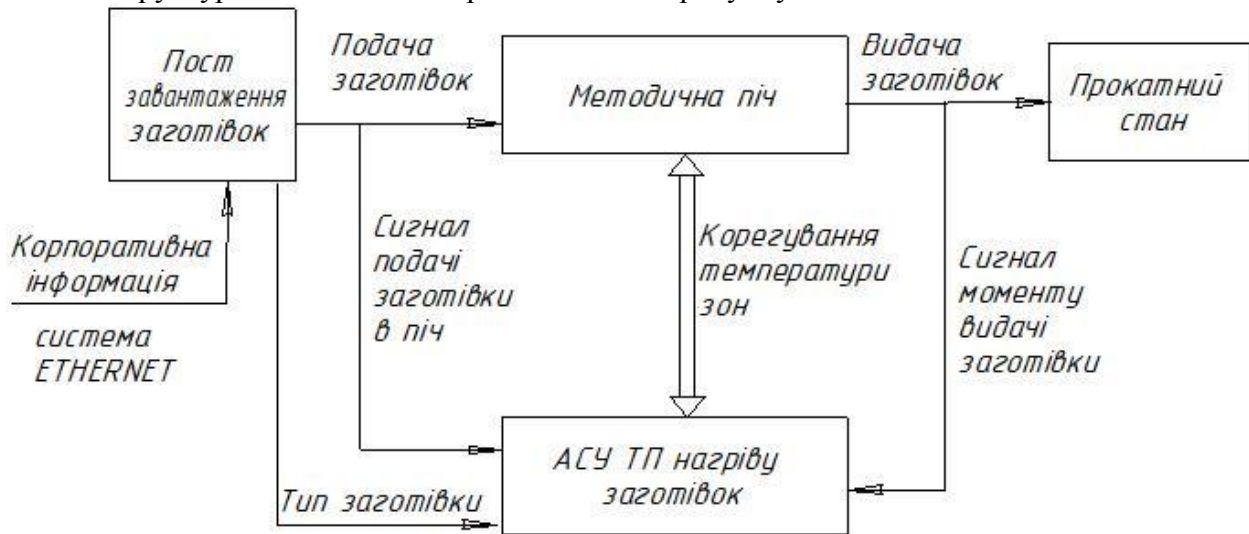 Пост
завантаження
заготівок
Подача
заготівок
Методична піч
Видача
заготівок
Прокатний
стан
Корпоративна
інформація
система
ETHERNET
Сигнал
подачі
заготівки
в піч
Корегування
температури
зон
Сигнал
моменту
видачі
заготівки
Тип заготівки
АСУ ТП нагріву
заготівок